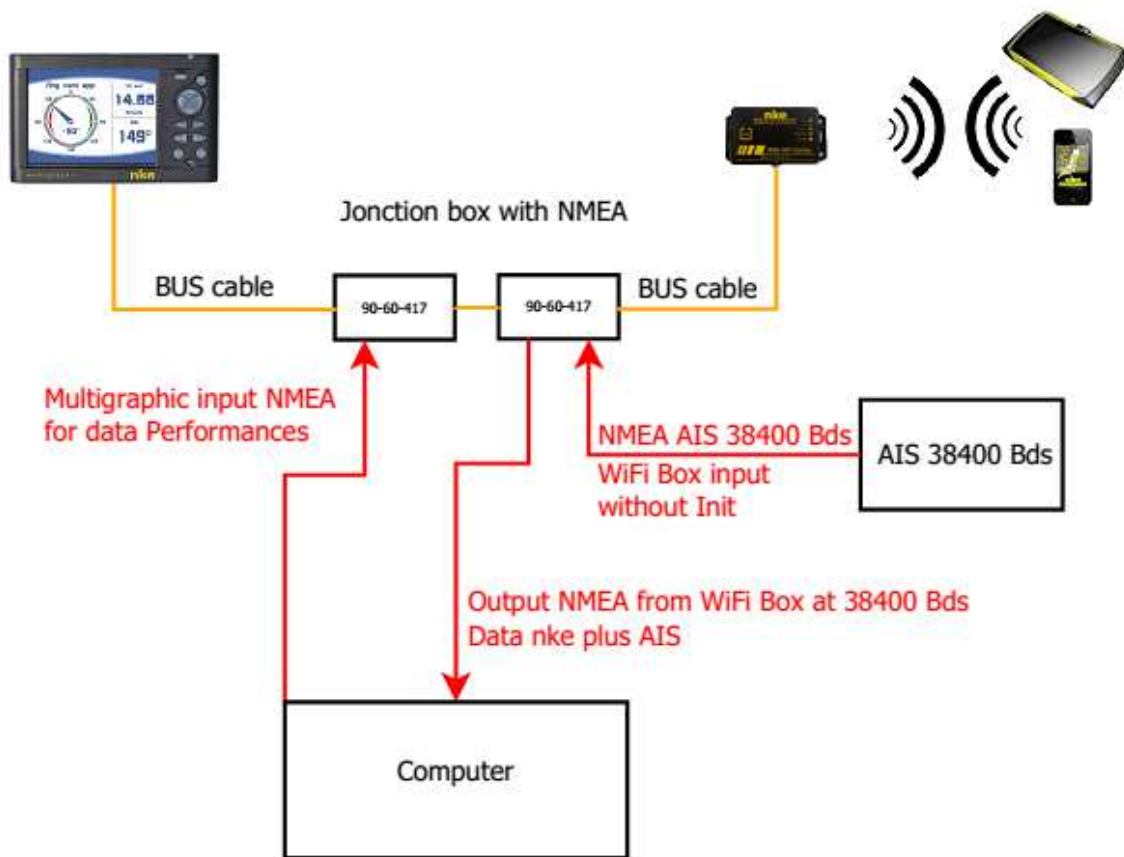 14.88
149°
nke
nke
Jonction box with NMEA
BUS cable
90-60-417
90-60-417
BUS cable
Multigraphic input NMEA
for data Performances
NMEA AIS 38400 Bds
WiFi Box input
without Init
AIS 38400 Bds
Output NMEA from WiFi Box at 38400 Bds
Data nke plus AIS
Computer